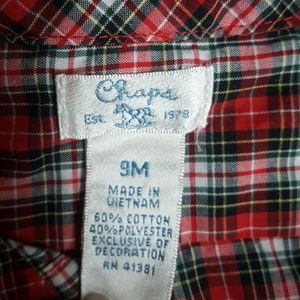 Chaps
EST. 1978
9M
MADE IN
VIETNAM
60% COTTON
40% POLYESTER
EXCLUSIVE OF
DECORATION
RN 41381